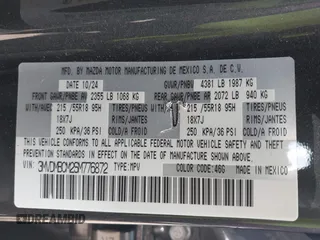 MFD BY MAZDA MOTOR MANUFACTURING DE MEXICO S.A. DE C.V.
DATE 10/24 GVWR/PNBV 4381 LB 1987 KG
FRONT GAWR/PNBE AV 2355 LB 1068 KG REAR GAWR/PNBE AR 2072 LB 940 KG
WITH/AVEC 215/55R18 95H TIRES/PNEUS WITH/AVEC 215/55R18 95H TIRES/PNEUS
18X7J RIMS/JANTES 18X7J RIMS/JANTES
250 KPA/36 PSI COLD/A FROID 250 KPA/36 PSI COLD/A FROID
THIS VEHICLE CONFORMS TO ALL APPLICABLE FEDERAL MOTOR
VEHICLE SAFETY, BUMPER, AND THEFT PREVENTION STANDARDS
IN EFFECT ON THE DATE OF MANUFACTURE SHOWN ABOVE.
TYPE:MPV COLOR CODE:46G MADE IN MEXICO
DREAMBID